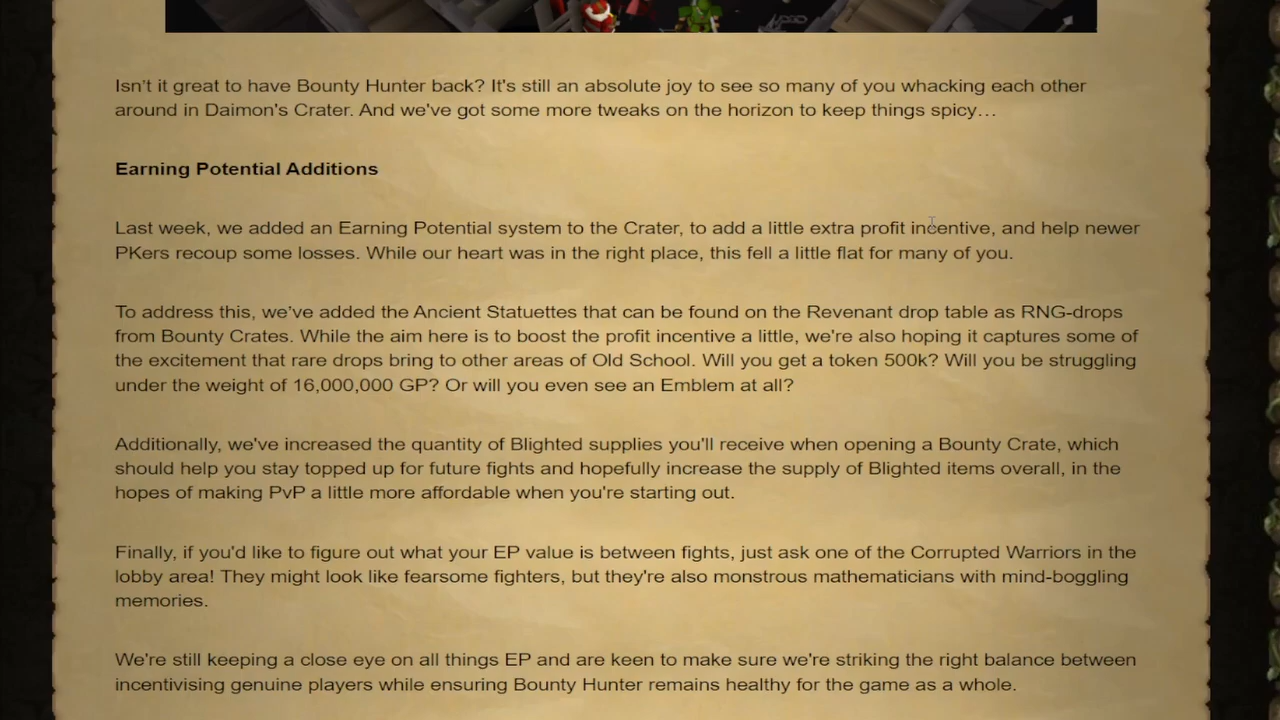 Isn't it great to have Bounty Hunter back? It's still an absolute joy to see so many of you whacking each other
around in Daimon's Crater. And we've got some more tweaks on the horizon to keep things spicy…
Earning Potential Additions
Last week, we added an Earning Potential system to the Crater, to add a little extra profit incentive, and help newer
PKers recoup some losses. While our heart was in the right place, this fell a little flat for many of you.
To address this, we've added the Ancient Statuettes that can be found on the Revenant drop table as RNG-drops
from Bounty Crates. While the aim here is to boost the profit incentive a little, we're also hoping it captures some of
the excitement that rare drops bring to other areas of Old School. Will you get a token 500k? Will you be struggling
under the weight of 16,000,000 GP? Or will you even see an Emblem at all?
Additionally, we've increased the quantity of Blighted supplies you'll receive when opening a Bounty Crate, which
should help you stay topped up for future fights and hopefully increase the supply of Blighted items overall, in the
hopes of making PvP a little more affordable when you're starting out.
Finally, if you'd like to figure out what your EP value is between fights, just ask one of the Corrupted Warriors in the
lobby area! They might look like fearsome fighters, but they're also monstrous mathematicians with mind-boggling
memories.
We're still keeping a close eye on all things EP and are keen to make sure we're striking the right balance between
incentivising genuine players while ensuring Bounty Hunter remains healthy for the game as a whole.